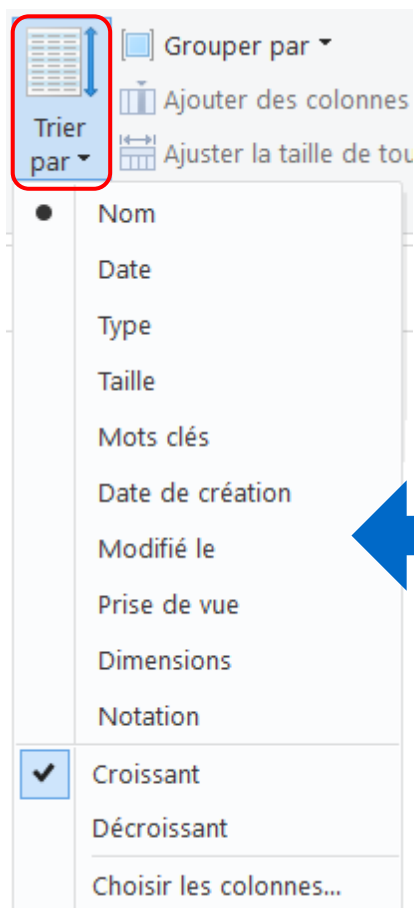 Grouper par
Ajouter des colonnes
Trier
par
Ajuster la taille de tou
Nom
Date
Type
Taille
Mots clés
Date de création
Modifié le
Prise de vue
Dimensions
Notation
Croissant
Décroissant
Choisir les colonnes...